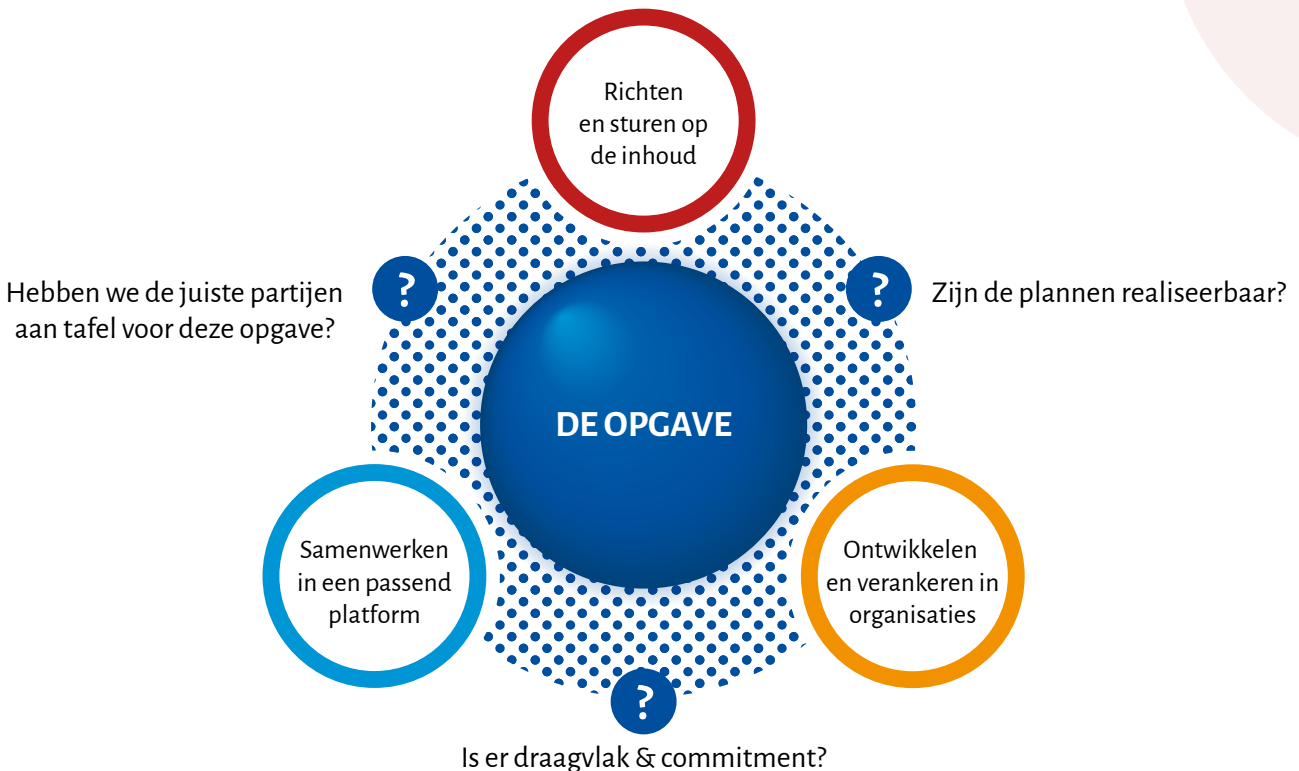 Richten
en sturen op
de inhoud
?
Hebben we de juiste partijen
aan tafel voor deze opgave?
?
Zijn de plannen realiseerbaar?
DE OPGAVE
Samenwerken
in een passend
platform
Ontwikkelen
en verankeren in
organisaties
?
Is er draagvlak & commitment?